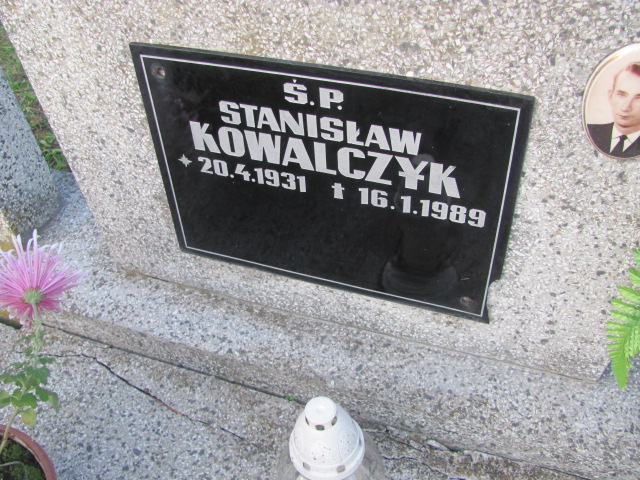 Ś.P.
STANISŁAW
KOWALCZYK
* 20.4.1931 ✝ 16.1.1989